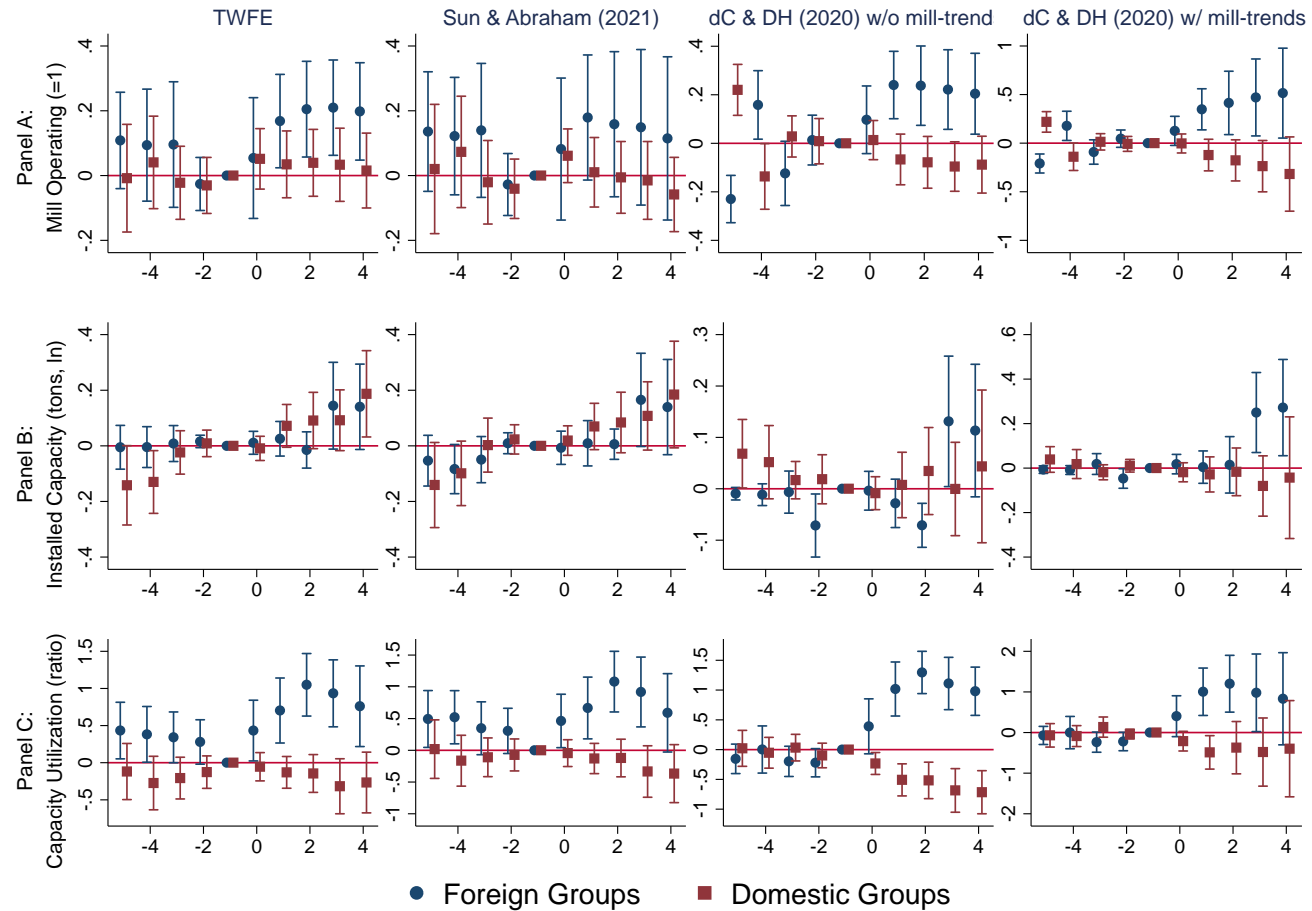 TWFE
Sun & Abraham (2021)
dC & DH (2020) w/o mill-trend
dC & DH (2020) w/ mill-trends
Panel A:
Mill Operating (=1)
.4
.2
0
-.2
-4 -2 0 2 4
.4
.2
0
-.2
-4 -2 0 2 4
.4
.2
0
-.2
-.4
-4 -2 0 2 4
1
.5
0
-.5
-1
-4 -2 0 2 4
Panel B:
Installed Capacity (tons, ln)
.4
.2
0
-.2
-.4
-4 -2 0 2 4
.4
.2
0
-.2
-.4
-4 -2 0 2 4
.3
.2
.1
0
-.1
-4 -2 0 2 4
.6
.4
.2
0
-.2
-.4
-4 -2 0 2 4
Panel C:
Capacity Utilization (ratio)
1.5
1
.5
0
-.5
-4 -2 0 2 4
1.5
1
.5
0
-.5
-1
-4 -2 0 2 4
1.5
1
.5
0
-.5
-1
-4 -2 0 2 4
2
1
0
-1
-2
-4 -2 0 2 4
Foreign Groups
Domestic Groups